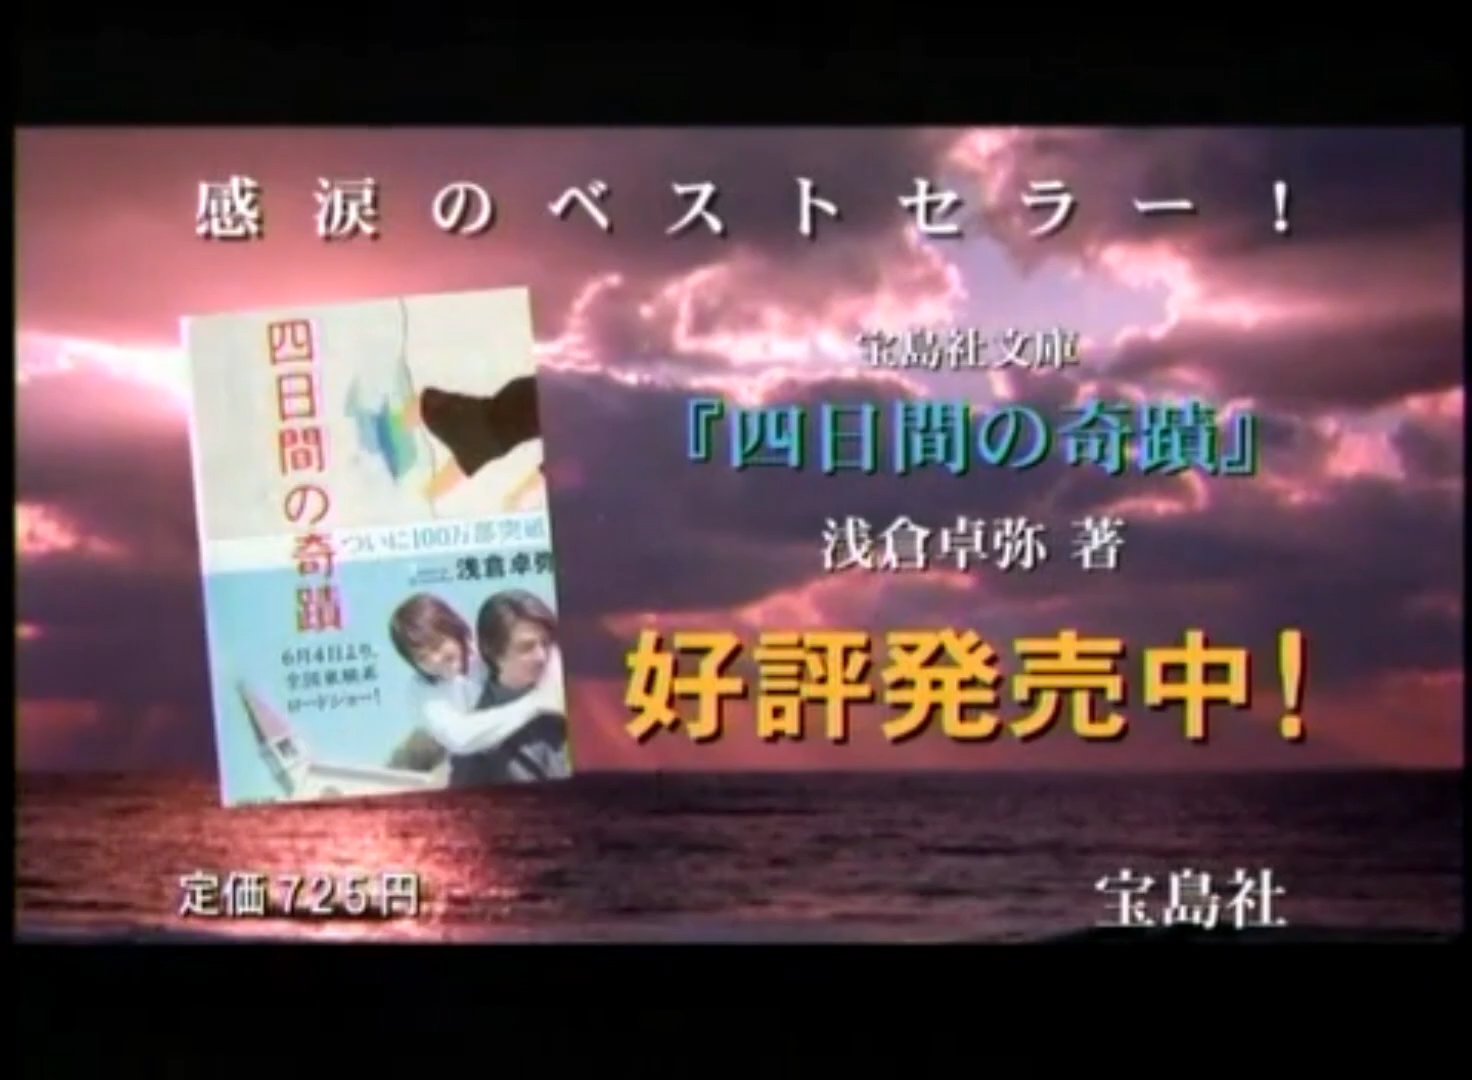 感涙のベストセラー！
四日間の奇蹟
ついに100万部突破
浅倉卓弥
6月4日より、
全国東映系
ロードショー！
宝島社文庫
『四日間の奇蹟』
浅倉卓弥 著
好評発売中！
定価725円
宝島社